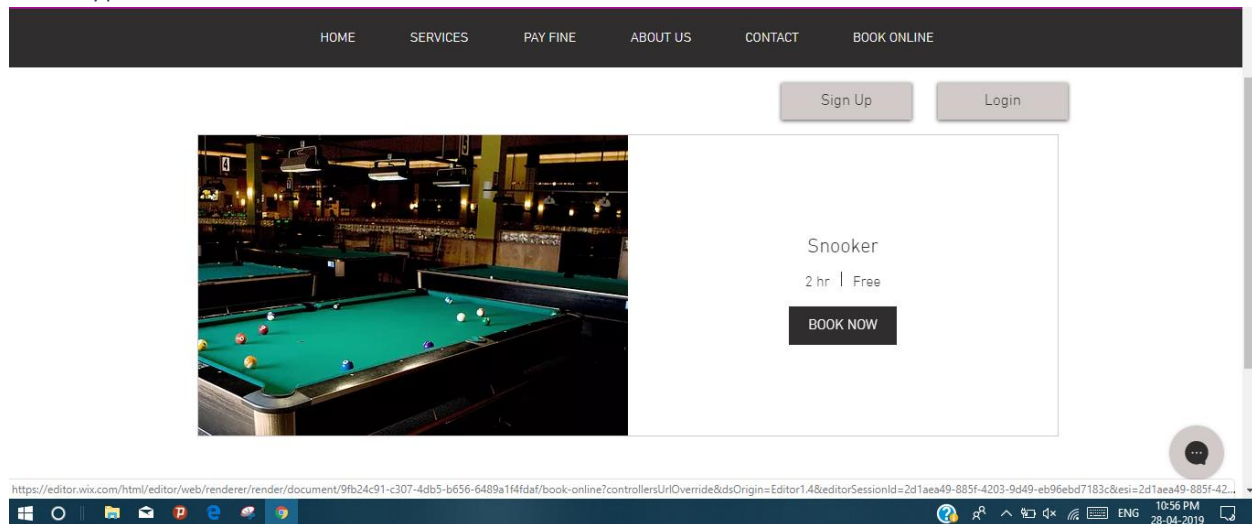 HOME SERVICES PAY FINE ABOUT US CONTACT BOOK ONLINE
Sign Up Login
4
Snooker
2 hr | Free
BOOK NOW
https://editor.wix.com/html/editor/web/renderer/render/document/9fb24c91-c307-4db5-b656-6489a1f4fdaf/book-online?controllersUrlOverride&dsOrigin=Editor1.4&editorSessionId=2d1aea49-885f-4203-9d49-eb96ebd7183c&esi=2d1aea49-885f-42...
ENG 10:56 PM
28-04-2019